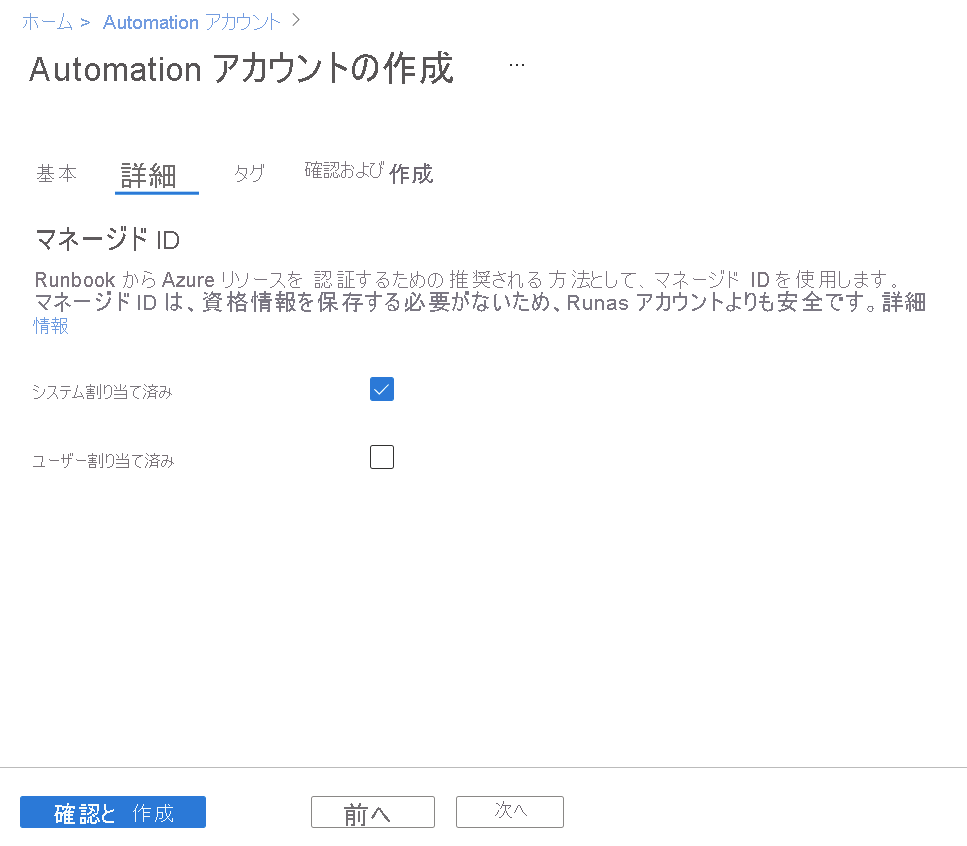 ホーム > Automation アカウント >
Automation アカウントの作成 ...
基本 詳細 タグ 確認および 作成
マネージド ID
Runbook から Azure リソースを 認証するための 推奨される 方法として、マネージド ID を使用します。
マネージド ID は、資格情報を保存する必要がないため、Runas アカウントよりも安全です。詳細
情報
システム割り当て済み
ユーザー割り当て済み
確認と 作成 前へ 次へ